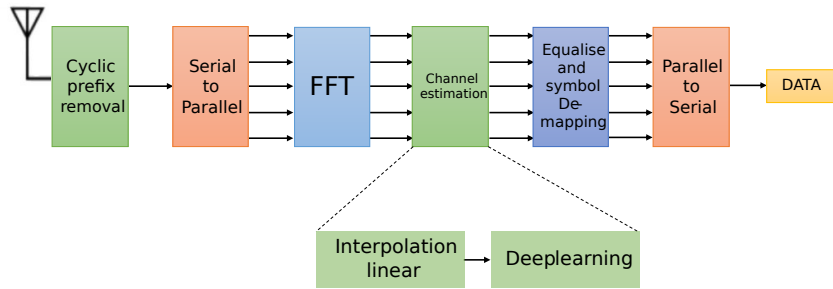 Cyclic
prefix
removal
Serial
to
Parallel
FFT
Channel
estimation
Equalise
and
symbol
De-
mapping
Parallel
to
Serial
DATA
Interpolation
linear
Deeplearning